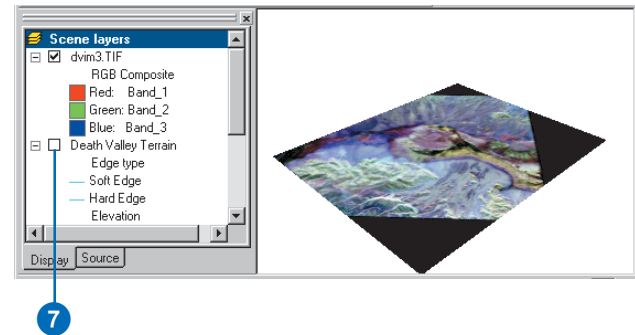 Scene layers
dvim3.TIF
RGB Composite
Red: Band_1
Green: Band_2
Blue: Band_3
Death Valley Terrain
Edge type
Soft Edge
Hard Edge
Elevation
Display Source
7